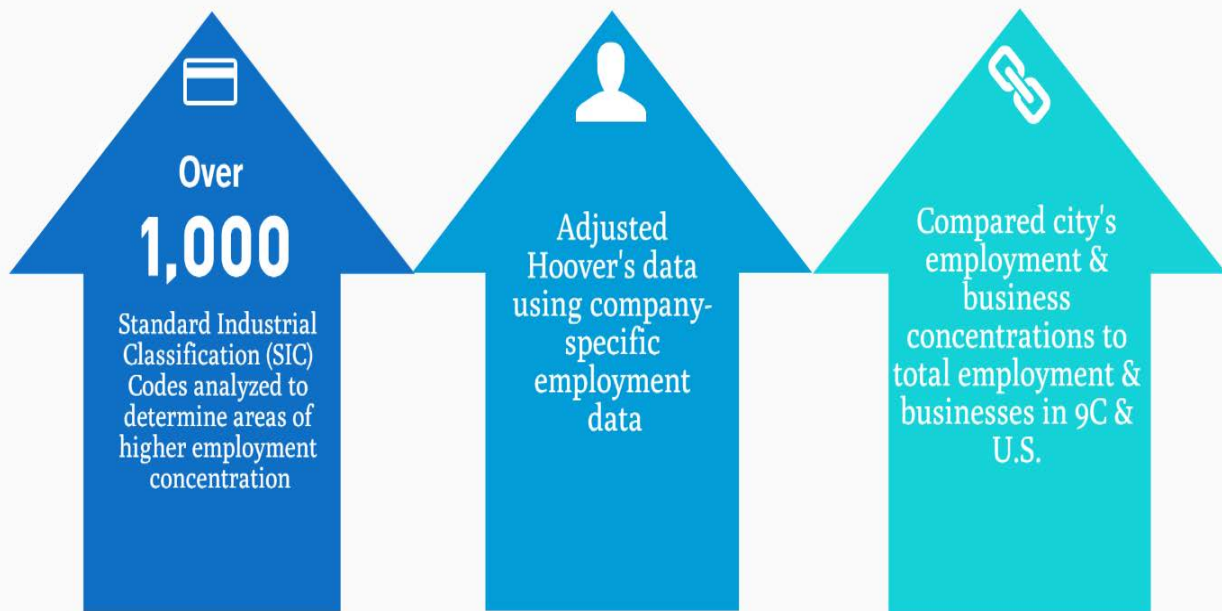 Over
1,000
Standard Industrial
Classification (SIC)
Codes analyzed to
determine areas of
higher employment
concentration
Adjusted
Hoover's data
using company-
specific
employment
data
Compared city's
employment &
business
concentrations to
total employment &
businesses in 9C &
U.S.